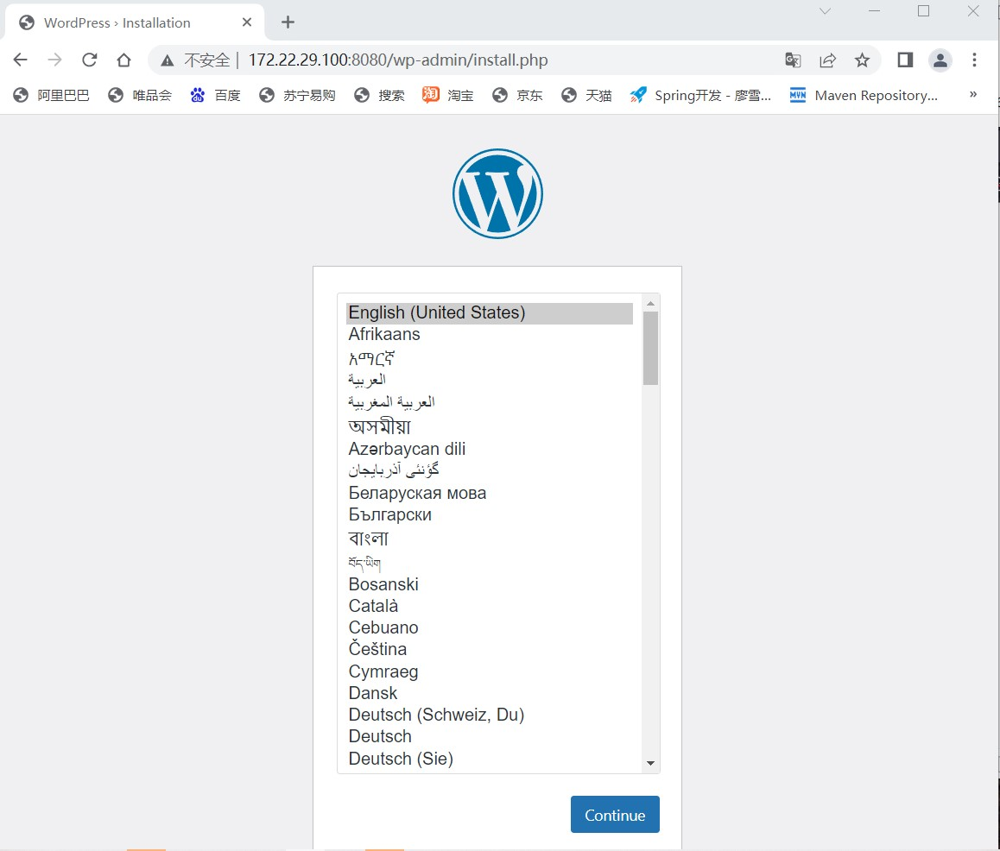 WordPress › Installation
不安全 172.22.29.100:8080/wp-admin/install.php
阿里巴巴 唯品会 百度 苏宁易购 搜索 淘宝 京东 天猫 Spring开发 - 廖雪... Maven Repository... »
English (United States)
Afrikaans
አማርኛ
العربية
العربية المغربية
অসমীয়া
Azərbaycan dili
گؤنئی آذربایجان
Беларуская мова
Български
বাংলা
བོད་ཡིག
Bosanski
Català
Cebuano
Čeština
Cymraeg
Dansk
Deutsch (Schweiz, Du)
Deutsch
Deutsch (Sie)
Continue